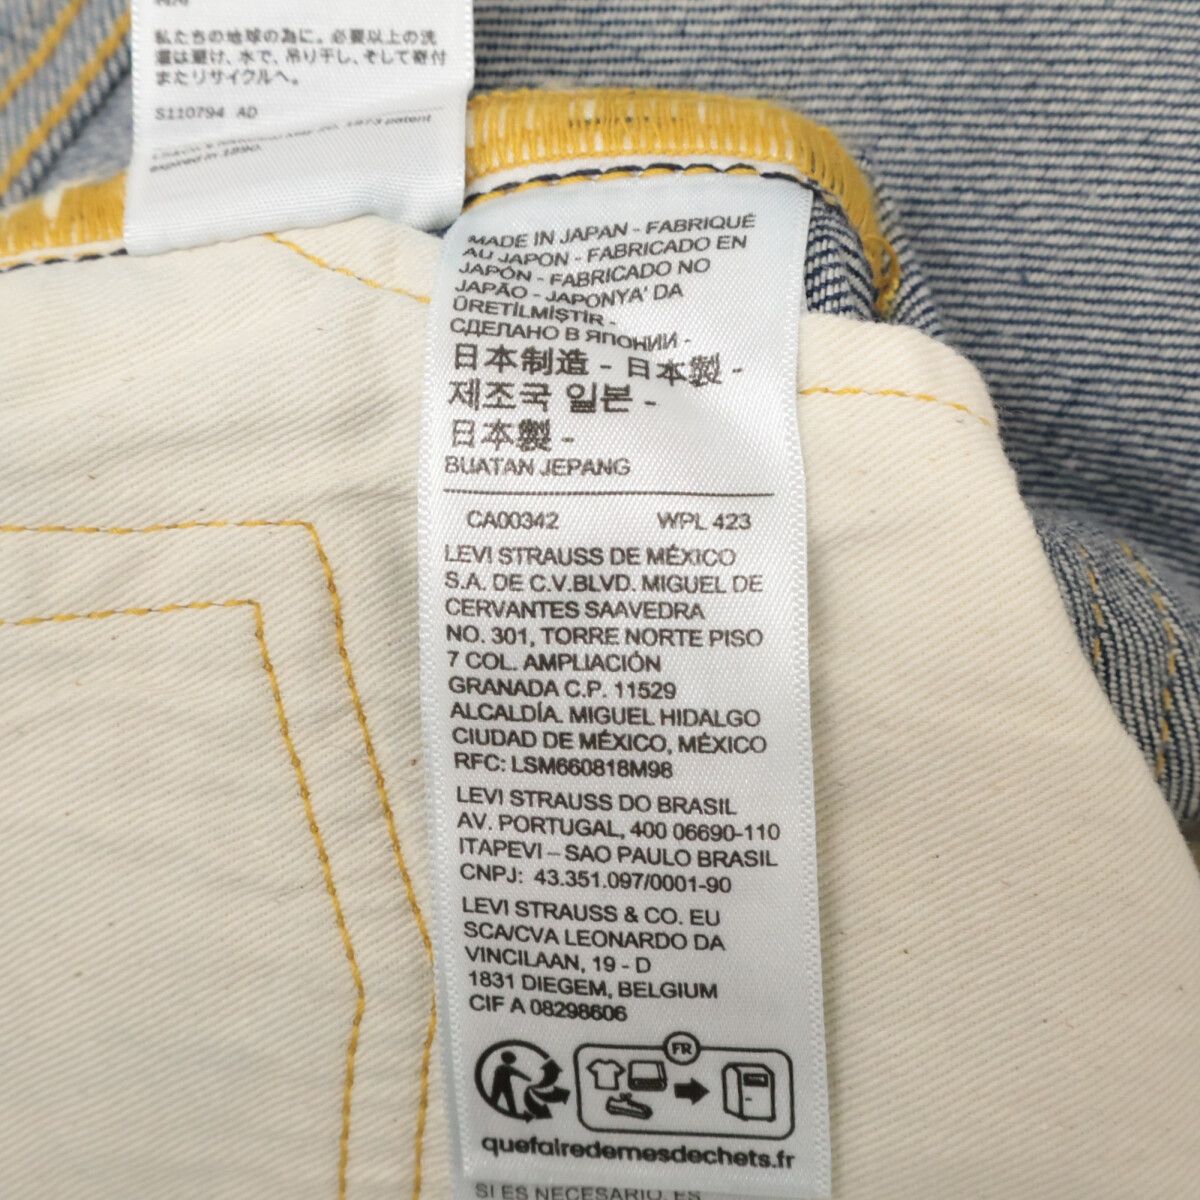 私たちの地球の為に。必要以上の洗
濯は避け、水で、吊り干し、そして寄付
またリサイクルへ。
S110794 AD
1973 patent
expired in 1890.
MADE IN JAPAN - FABRIQUÉ
AU JAPON - FABRICADO EN
JAPÓN - FABRICADO NO
JAPÃO - JAPONYA' DA
ÜRETİLMİŞTİR -
СДЕЛАНО В ЯПОНИИ -
日本制造 - 日本製 -
제조국 일본 -
日本製 -
BUATAN JEPANG
CA00342 WPL 423
LEVI STRAUSS DE MÉXICO
S.A. DE C.V.BLVD. MIGUEL DE
CERVANTES SAAVEDRA
NO. 301, TORRE NORTE PISO
7 COL. AMPLIACIÓN
GRANADA C.P. 11529
ALCALDÍA. MIGUEL HIDALGO
CIUDAD DE MÉXICO, MÉXICO
RFC: LSM660818M98
LEVI STRAUSS DO BRASIL
AV. PORTUGAL, 400 06690-110
ITAPEVI – SAO PAULO BRASIL
CNPJ: 43.351.097/0001-90
LEVI STRAUSS & CO. EU
SCA/CVA LEONARDO DA
VINCILAAN, 19 - D
1831 DIEGEM, BELGIUM
CIF A 08298606
FR
quefairedemesdechets.fr
SI ES NECESARIO. ES